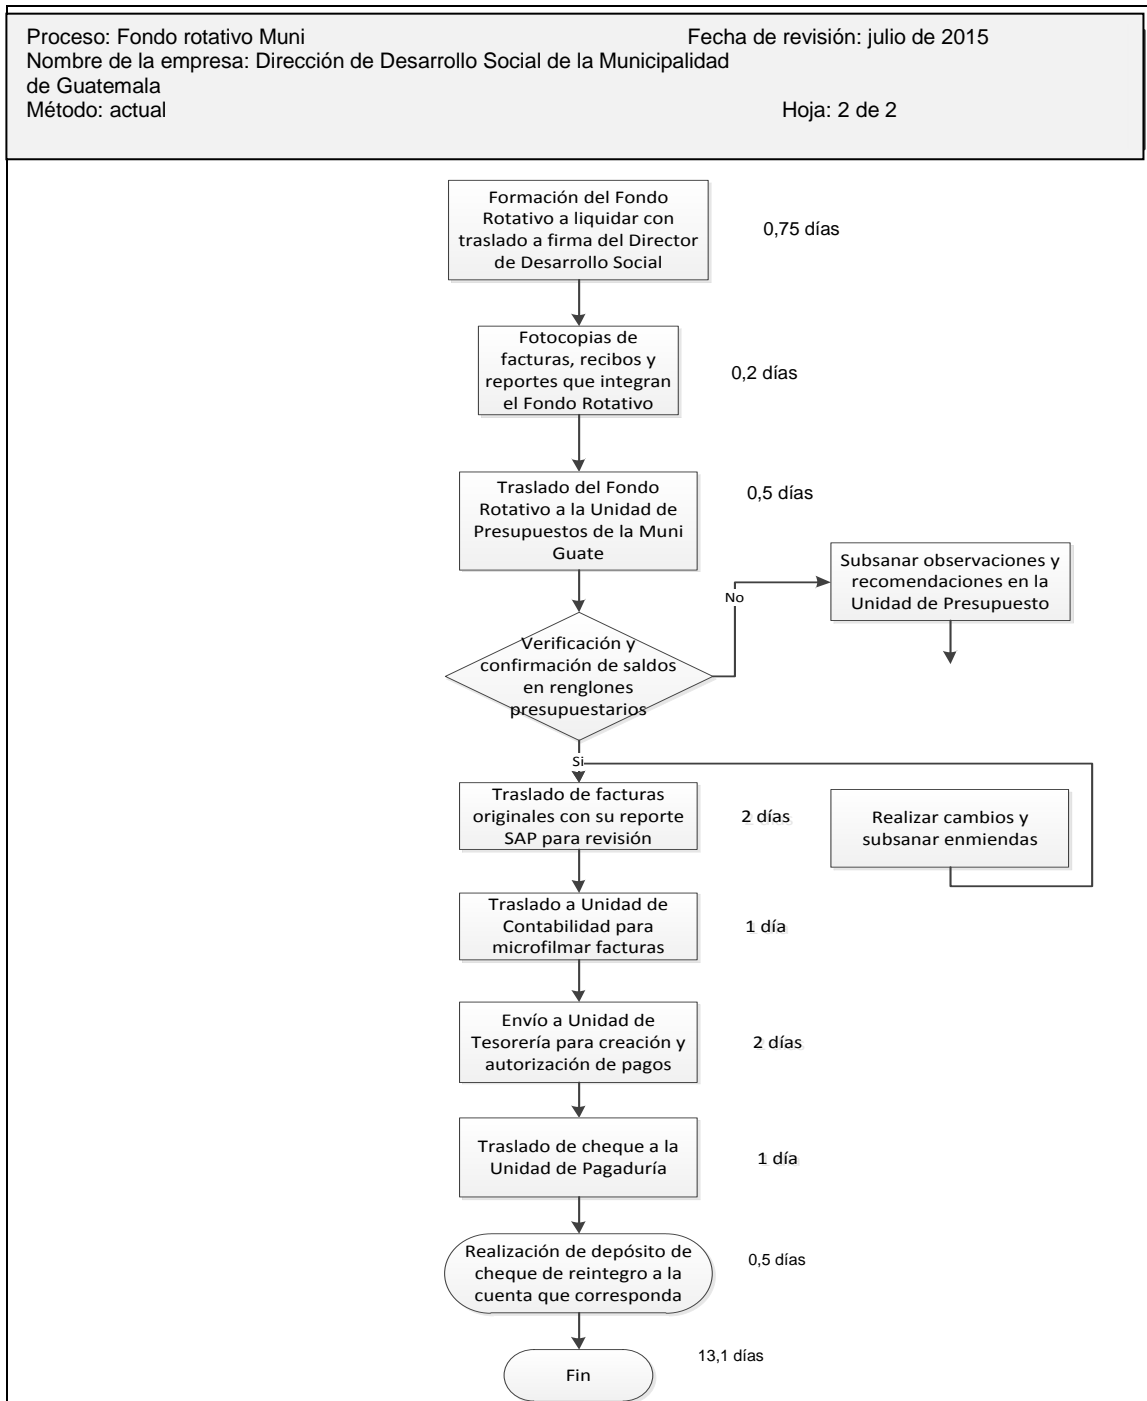 Proceso: Fondo rotativo Muni Fecha de revisión: julio de 2015
Nombre de la empresa: Dirección de Desarrollo Social de la Municipalidad
de Guatemala
Método: actual Hoja: 2 de 2
Formación del Fondo
Rotativo a liquidar con
traslado a firma del Director
de Desarrollo Social
0,75 días
Fotocopias de
facturas, recibos y
reportes que integran
el Fondo Rotativo
0,2 días
Traslado del Fondo
Rotativo a la Unidad de
Presupuestos de la Muni
Guate
0,5 días
Subsanar observaciones y
recomendaciones en la
Unidad de Presupuesto
No
Verificación y
confirmación de saldos
en renglones
presupuestarios
Si
Traslado de facturas
originales con su reporte
SAP para revisión
2 días
Realizar cambios y
subsanar enmiendas
Traslado a Unidad de
Contabilidad para
microfilmar facturas
1 día
Envío a Unidad de
Tesorería para creación y
autorización de pagos
2 días
Traslado de cheque a la
Unidad de Pagaduría
1 día
Realización de depósito de
cheque de reintegro a la
cuenta que corresponda
0,5 días
13,1 días
Fin